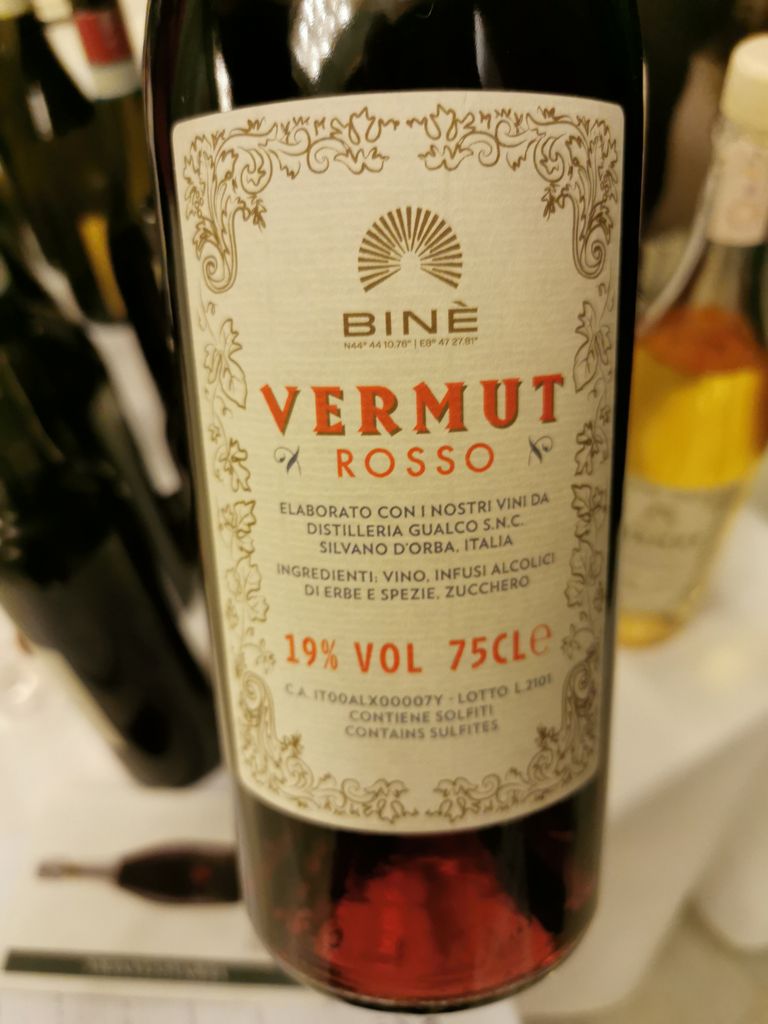 BINÈ
N44° 44 10.76" | E8° 47 27.81"
VERMUT
ROSSO
ELABORATO CON I NOSTRI VINI DA
DISTILLERIA GUALCO S.N.C.
SILVANO D'ORBA, ITALIA
INGREDIENTI: VINO, INFUSI ALCOLICI
DI ERBE E SPEZIE, ZUCCHERO
19% VOL 75CL e
C.A. IT00ALX00007Y - LOTTO L.2101
CONTIENE SOLFITI
CONTAINS SULFITES